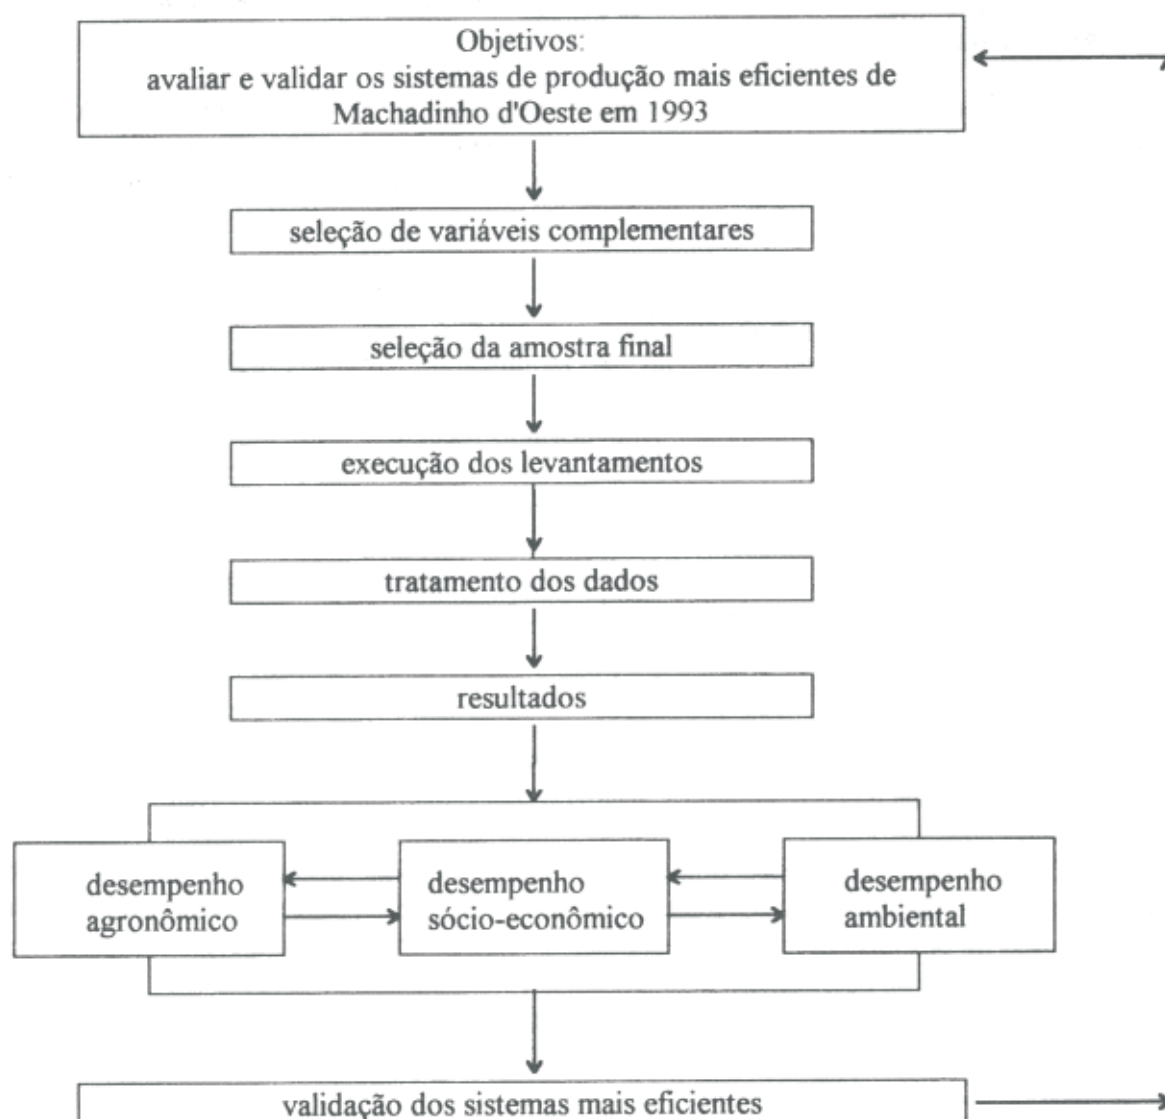 Objetivos:
avaliar e validar os sistemas de produção mais eficientes de
Machadinho d'Oeste em 1993
seleção de variáveis complementares
seleção da amostra final
execução dos levantamentos
tratamento dos dados
resultados
desempenho
agronômico
desempenho
sócio-econômico
desempenho
ambiental
validação dos sistemas mais eficientes